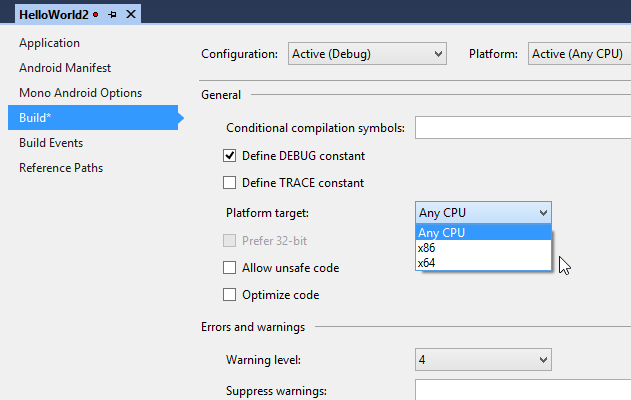 HelloWorld2
Application
Android Manifest
Mono Android Options
Build*
Build Events
Reference Paths
Configuration: Active (Debug) Platform: Active (Any CPU)
General
Conditional compilation symbols:
Define DEBUG constant
Define TRACE constant
Platform target: Any CPU
Any CPU
x86
x64
Prefer 32-bit
Allow unsafe code
Optimize code
Errors and warnings
Warning level: 4
Suppress warnings: